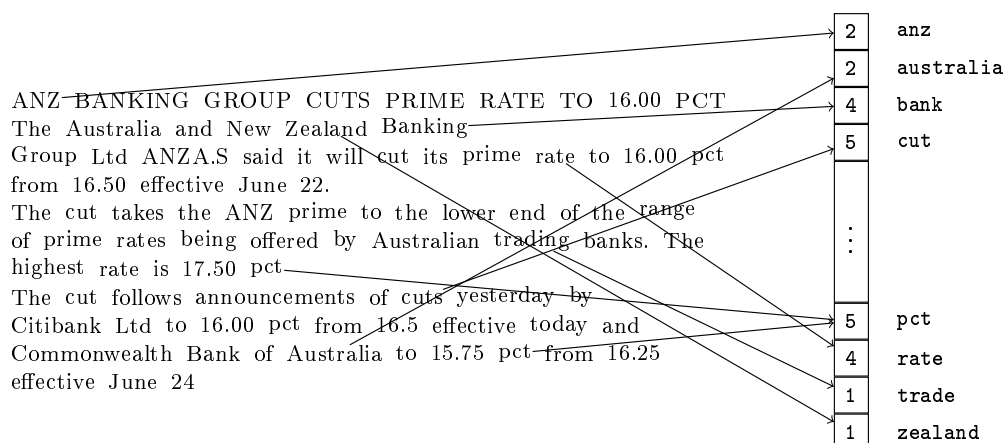 ANZ BANKING GROUP CUTS PRIME RATE TO 16.00 PCT
The Australia and New Zealand Banking
Group Ltd ANZA.S said it will cut its prime rate to 16.00 pct
from 16.50 effective June 22.
The cut takes the ANZ prime to the lower end of the range
of prime rates being offered by Australian trading banks. The
highest rate is 17.50 pct
The cut follows announcements of cuts yesterday by
Citibank Ltd to 16.00 pct from 16.5 effective today and
Commonwealth Bank of Australia to 15.75 pct from 16.25
effective June 24
2 anz
2 australia
4 bank
5 cut
⋮
5 pct
4 rate
1 trade
1 zealand